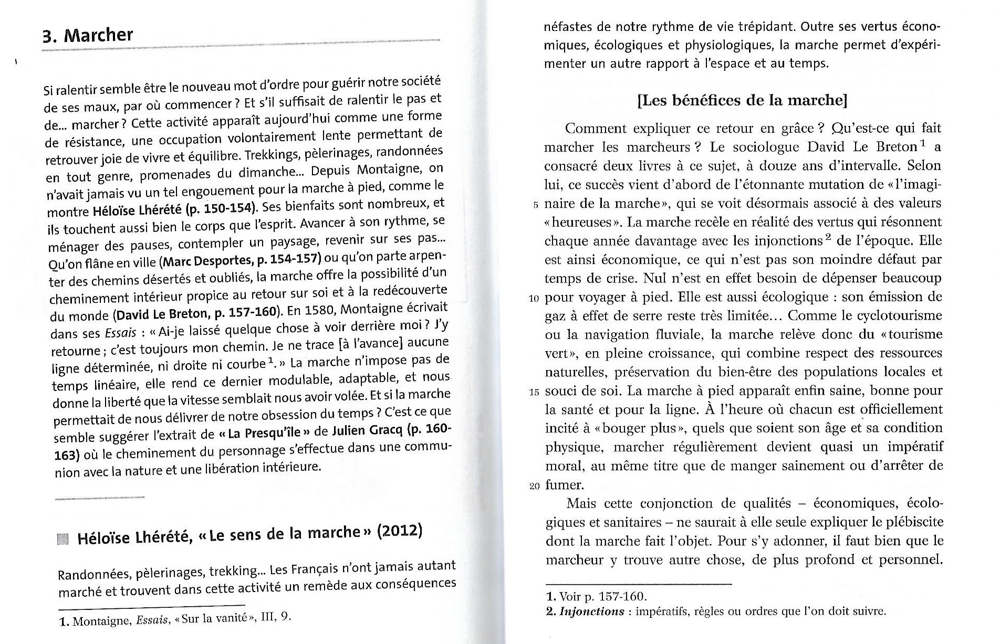 3. Marcher
Si ralentir semble être le nouveau mot d'ordre pour guérir notre société
de ses maux, par où commencer ? Et s'il suffisait de ralentir le pas et
de... marcher ? Cette activité apparaît aujourd'hui comme une forme
de résistance, une occupation volontairement lente permettant de
retrouver joie de vivre et équilibre. Trekkings, pèlerinages, randonnées
en tout genre, promenades du dimanche... Depuis Montaigne, on
n'avait jamais vu un tel engouement pour la marche à pied, comme le
montre Héloïse Lhérété (p. 150-154). Ses bienfaits sont nombreux, et
ils touchent aussi bien le corps que l'esprit. Avancer à son rythme, se
ménager des pauses, contempler un paysage, revenir sur ses pas...
Qu'on flâne en ville (Marc Desportes, p. 154-157) ou qu'on parte arpen-
ter des chemins désertés et oubliés, la marche offre la possibilité d'un
cheminement intérieur propice au retour sur soi et à la redécouverte
du monde (David Le Breton, p. 157-160). En 1580, Montaigne écrivait
dans ses Essais : « Ai-je laissé quelque chose à voir derrière moi ? J'y
retourne ; c'est toujours mon chemin. Je ne trace [à l'avance] aucune
ligne déterminée, ni droite ni courbe¹. » La marche n'impose pas de
temps linéaire, elle rend ce dernier modulable, adaptable, et nous
donne la liberté que la vitesse semblait nous avoir volée. Et si la marche
permettait de nous délivrer de notre obsession du temps ? C'est ce que
semble suggérer l'extrait de « La Presqu'île » de Julien Gracq (p. 160-
163) où le cheminement du personnage s'effectue dans une commu-
nion avec la nature et une libération intérieure.
Héloïse Lhérété, « Le sens de la marche » (2012)
Randonnées, pèlerinages, trekking... Les Français n'ont jamais autant
marché et trouvent dans cette activité un remède aux conséquences
1. Montaigne, Essais, « Sur la vanité », III, 9.
néfastes de notre rythme de vie trépidant. Outre ses vertus écono-
miques, écologiques et physiologiques, la marche permet d'expéri-
menter un autre rapport à l'espace et au temps.
[Les bénéfices de la marche]
Comment expliquer ce retour en grâce ? Qu'est-ce qui fait
marcher les marcheurs ? Le sociologue David Le Breton¹ a
consacré deux livres à ce sujet, à douze ans d'intervalle. Selon
lui, ce succès vient d'abord de l'étonnante mutation de « l'imagi-
5 naire de la marche », qui se voit désormais associé à des valeurs
« heureuses ». La marche recèle en réalité des vertus qui résonnent
chaque année davantage avec les injonctions² de l'époque. Elle
est ainsi économique, ce qui n'est pas son moindre défaut par
temps de crise. Nul n'est en effet besoin de dépenser beaucoup
10 pour voyager à pied. Elle est aussi écologique : son émission de
gaz à effet de serre reste très limitée... Comme le cyclotourisme
ou la navigation fluviale, la marche relève donc du « tourisme
vert », en pleine croissance, qui combine respect des ressources
naturelles, préservation du bien-être des populations locales et
15 souci de soi. La marche à pied apparaît enfin saine, bonne pour
la santé et pour la ligne. À l'heure où chacun est officiellement
incité à « bouger plus », quels que soient son âge et sa condition
physique, marcher régulièrement devient quasi un impératif
moral, au même titre que de manger sainement ou d'arrêter de
20 fumer.
Mais cette conjonction de qualités – économiques, écolo-
giques et sanitaires – ne saurait à elle seule expliquer le plébiscite
dont la marche fait l'objet. Pour s'y adonner, il faut bien que le
marcheur y trouve autre chose, de plus profond et personnel.
1. Voir p. 157-160.
2. Injonctions : impératifs, règles ou ordres que l'on doit suivre.